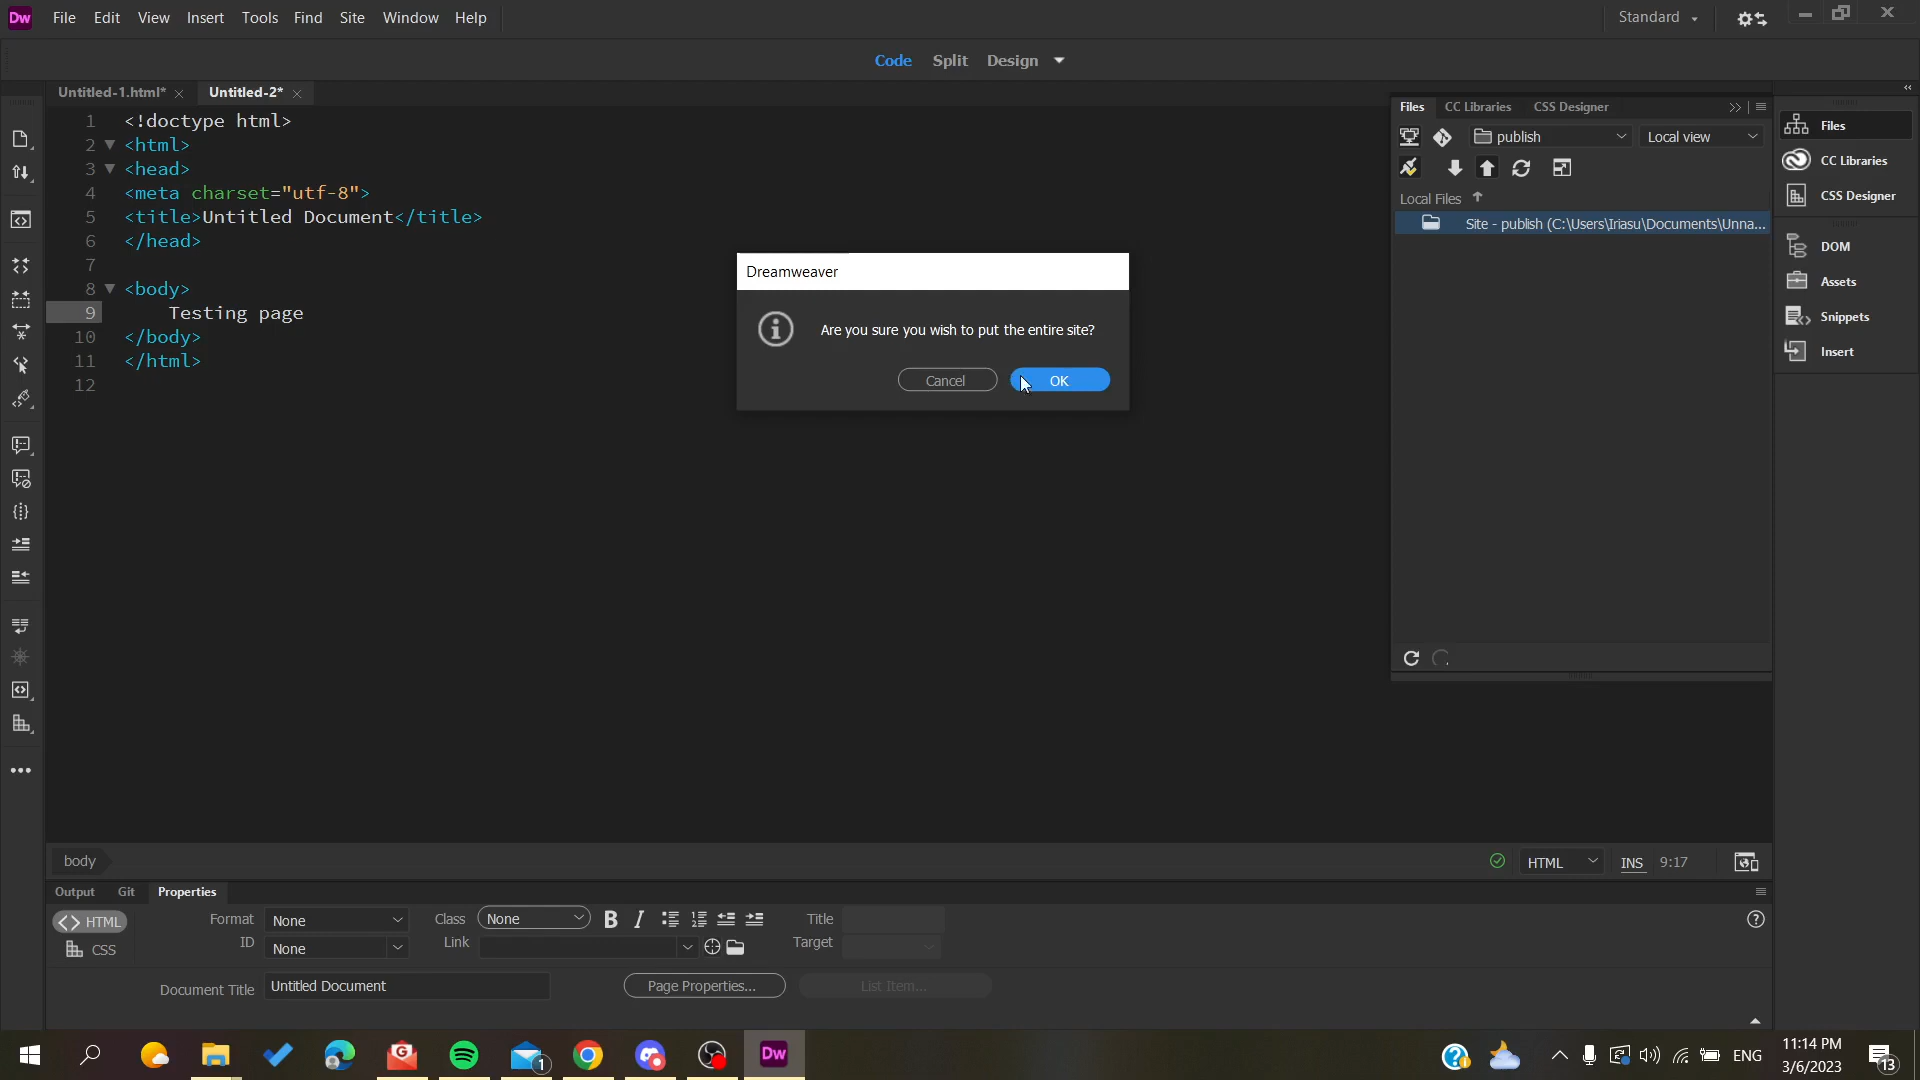 Dw File Edit View Insert Tools Find Site Window Help
Standard
Code Split Design
Untitled-1.html* Untitled-2*
1 <!doctype html>
2 <html>
3 <head>
4 <meta charset="utf-8">
5 <title>Untitled Document</title>
6 </head>
7
8 <body>
9 Testing page
10 </body>
11 </html>
12
Dreamweaver
Are you sure you wish to put the entire site?
Cancel OK
Files CC Libraries CSS Designer
publish Local view
Local Files
Site - publish (C:\Users\Iriasu\Documents\Unna...
Files
CC Libraries
CSS Designer
DOM
Assets
Snippets
Insert
body
HTML INS 9:17
Output Git Properties
HTML Format None Class None Title
CSS ID None Link Target
Document Title Untitled Document Page Properties... List Item...
1
Dw
ENG
11:14 PM
3/6/2023
13